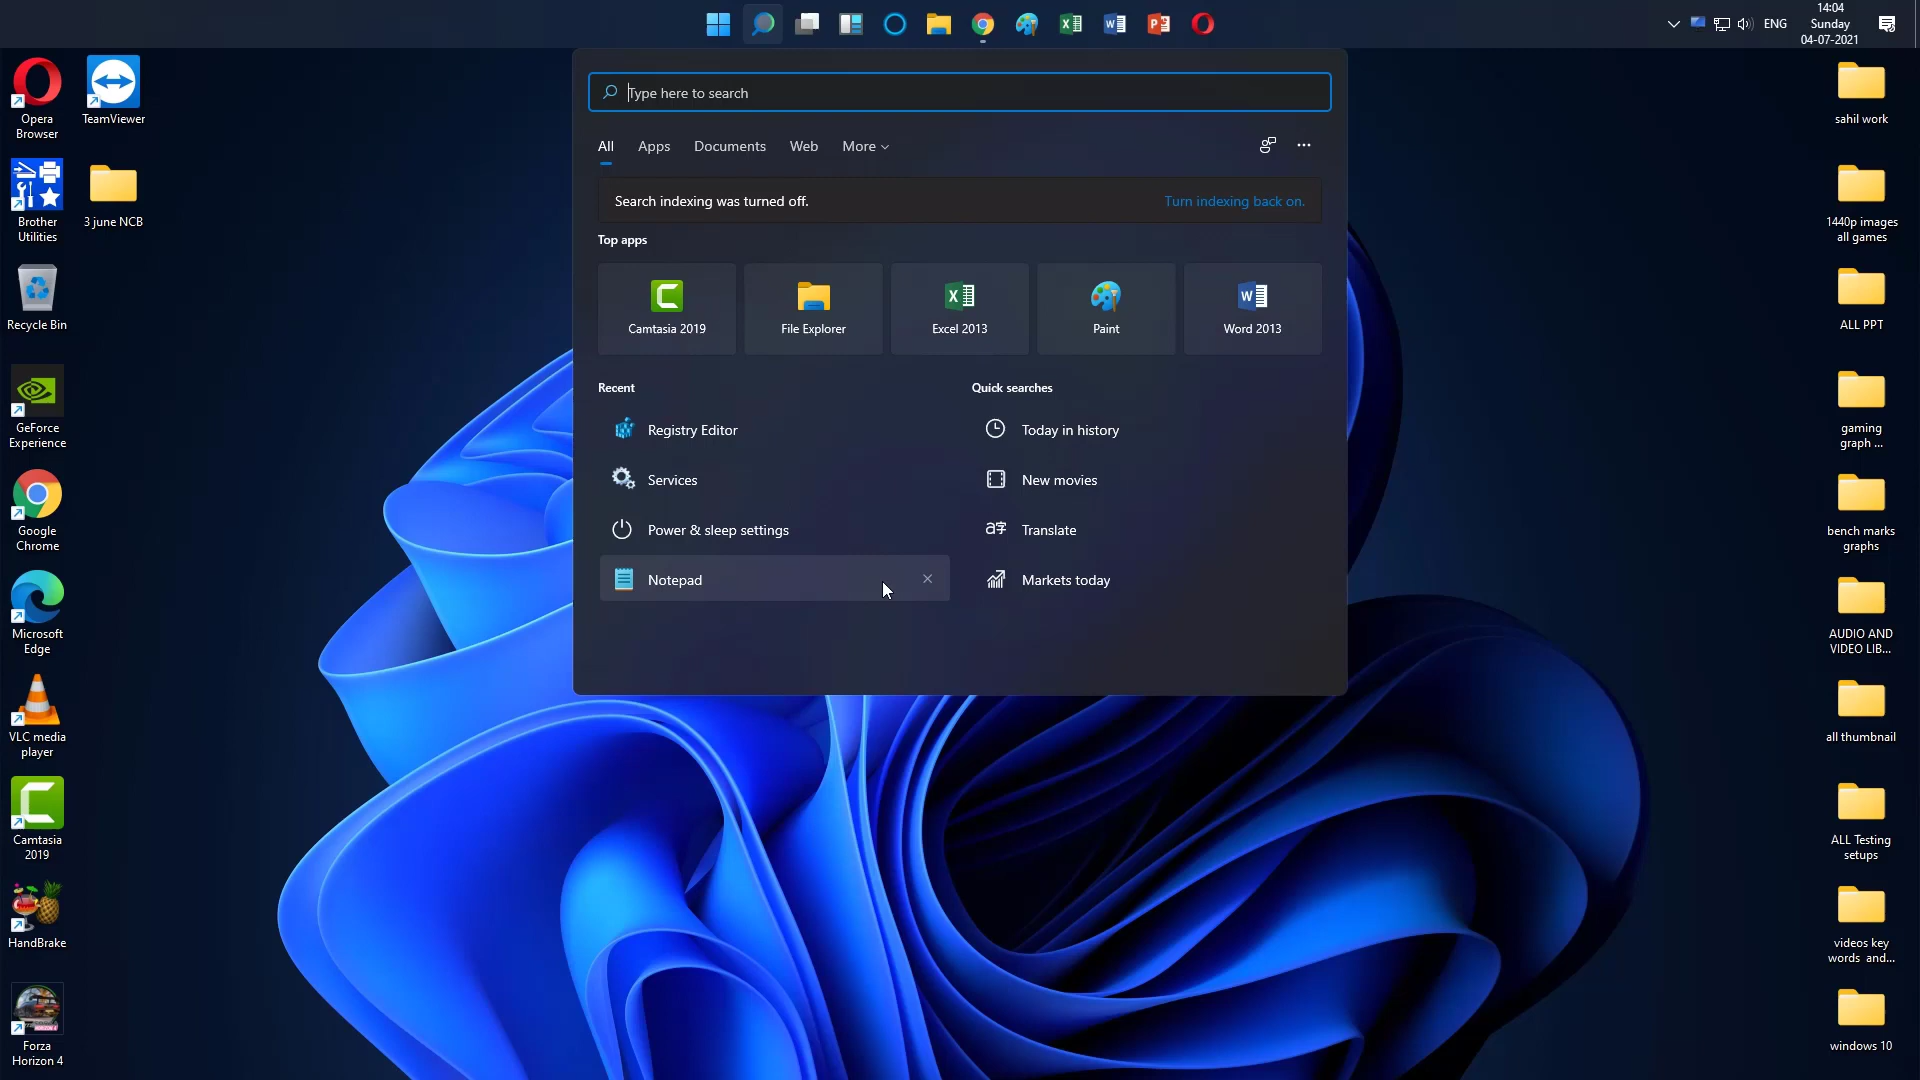 ENG
14:04
Sunday
04-07-2021
Opera
Browser
TeamViewer
Brother
Utilities
3 june NCB
Recycle Bin
GeForce
Experience
Google
Chrome
Microsoft
Edge
VLC media
player
Camtasia
2019
HandBrake
Forza
Horizon 4
Type here to search
All
Apps
Documents
Web
More
Search indexing was turned off.
Turn indexing back on.
Top apps
Camtasia 2019
File Explorer
Excel 2013
Paint
Word 2013
Recent
Registry Editor
Services
Power & sleep settings
Notepad
Quick searches
Today in history
New movies
Translate
Markets today
sahil work
1440p images
all games
ALL PPT
gaming
graph ...
bench marks
graphs
AUDIO AND
VIDEO LIB...
all thumbnail
ALL Testing
setups
videos key
words and...
windows 10